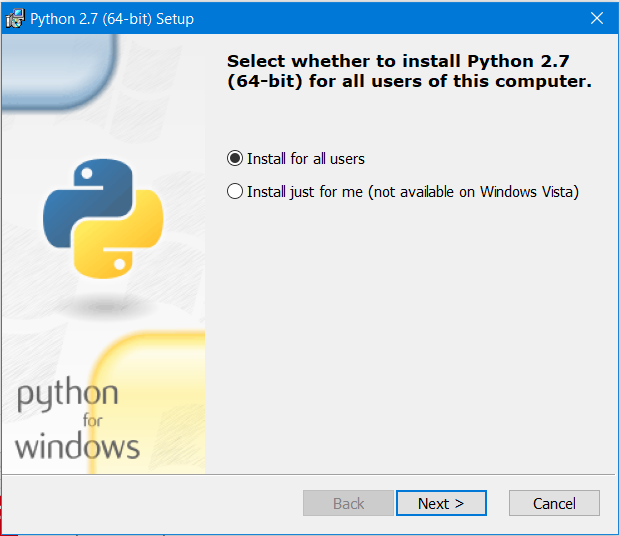 Python 2.7 (64-bit) Setup
Select whether to install Python 2.7
(64-bit) for all users of this computer.
Install for all users
Install just for me (not available on Windows Vista)
python
for
windows
Back
Next >
Cancel